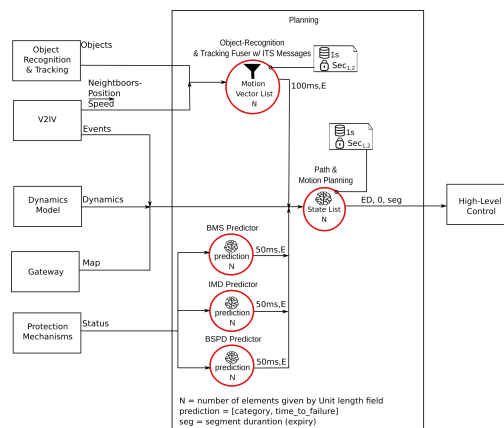 Planning
Object-Recognition
& Tracking Fuser w/ ITS Messages
Object
Recognition
& Tracking
Objects
1s
Sec1,2
Motion
Vector List
N
100ms,E
Neightboors-
Position
Speed
V2IV
Events
1s
Sec1,2
Path &
Motion Planning
Dynamics
Model
Dynamics
State List
N
ED, 0, seg
High-Level
Control
BMS Predictor
prediction
N
50ms,E
Gateway
Map
IMD Predictor
prediction
N
50ms,E
Protection
Mechanisms
Status
BSPD Predictor
prediction
N
50ms,E
N = number of elements given by Unit length field
prediction = [category, time_to_failure]
seg = segment durantion (expiry)